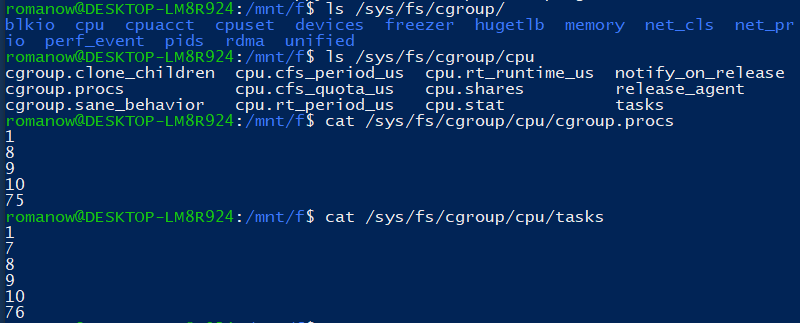 romanow@DESKTOP-LM8R924:/mnt/f$ ls /sys/fs/cgroup/
blkio  cpu  cpuacct  cpuset  devices  freezer  hugetlb  memory  net_cls  net_pr
io  perf_event  pids  rdma  unified
romanow@DESKTOP-LM8R924:/mnt/f$ ls /sys/fs/cgroup/cpu
cgroup.clone_children  cpu.cfs_period_us  cpu.rt_runtime_us  notify_on_release
cgroup.procs           cpu.cfs_quota_us   cpu.shares         release_agent
cgroup.sane_behavior   cpu.rt_period_us   cpu.stat           tasks
romanow@DESKTOP-LM8R924:/mnt/f$ cat /sys/fs/cgroup/cpu/cgroup.procs
1
8
9
10
75
romanow@DESKTOP-LM8R924:/mnt/f$ cat /sys/fs/cgroup/cpu/tasks
1
7
8
9
10
76